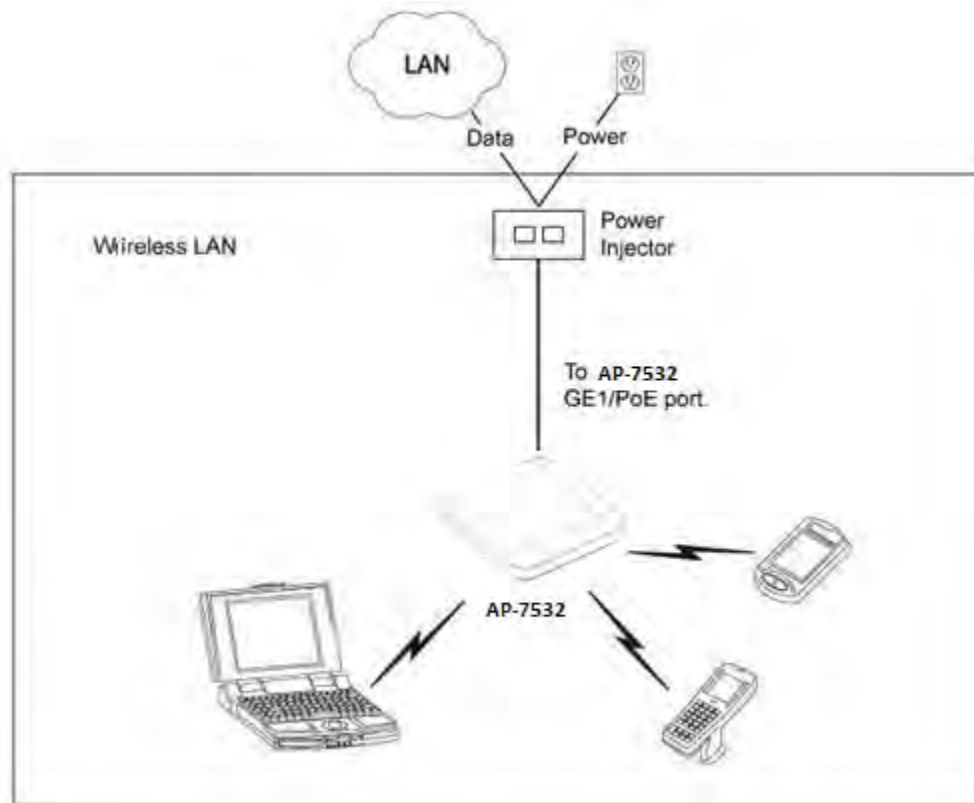 LAN
Data
Power
Power
Injector
Wireless LAN
To AP-7532
GE1/PoE port.
AP-7532